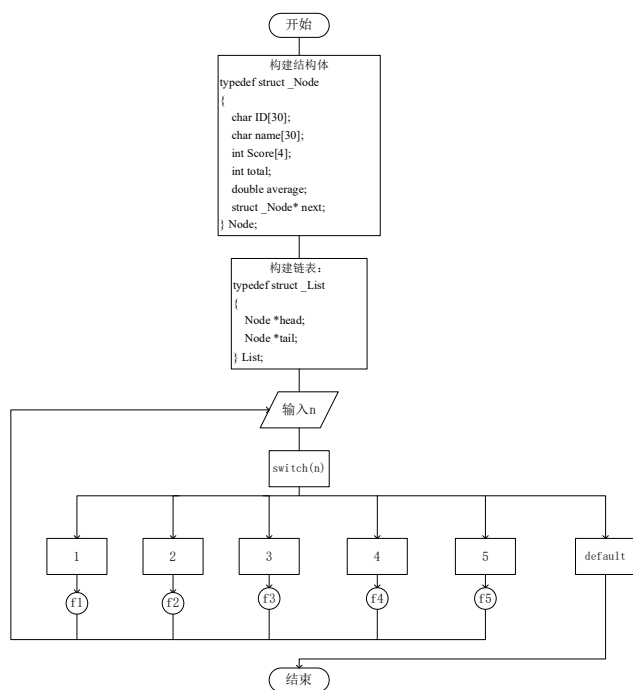 开始
构建结构体
typedef struct _Node
{
char ID[30];
char name[30];
int Score[4];
int total;
double average;
struct _Node* next;
} Node;
构建链表：
typedef struct _List
{
Node *head;
Node *tail;
} List;
输入n
switch(n)
1
2
3
4
5
default
f1
f2
f3
f4
f5
结束